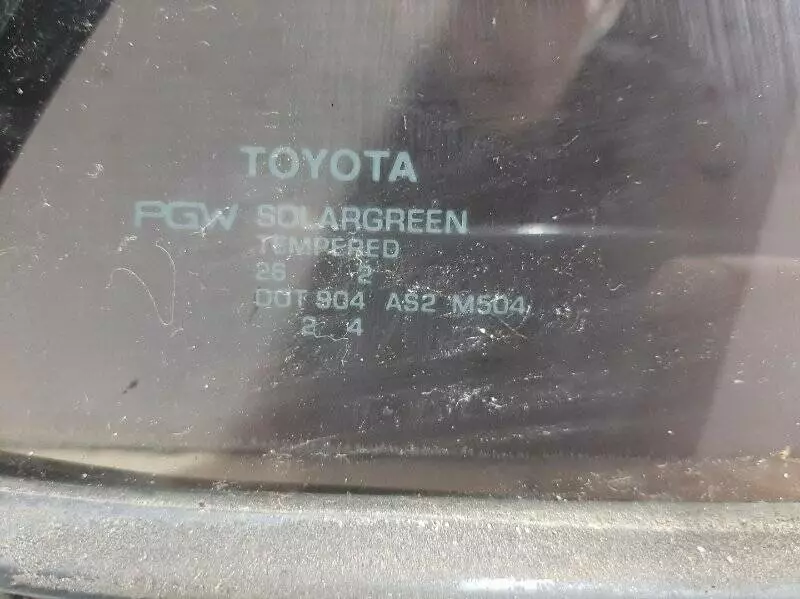 TOYOTA
PGW SOLARGREEN
TEMPERED
26 2
DOT 904 AS2 M504
2 4